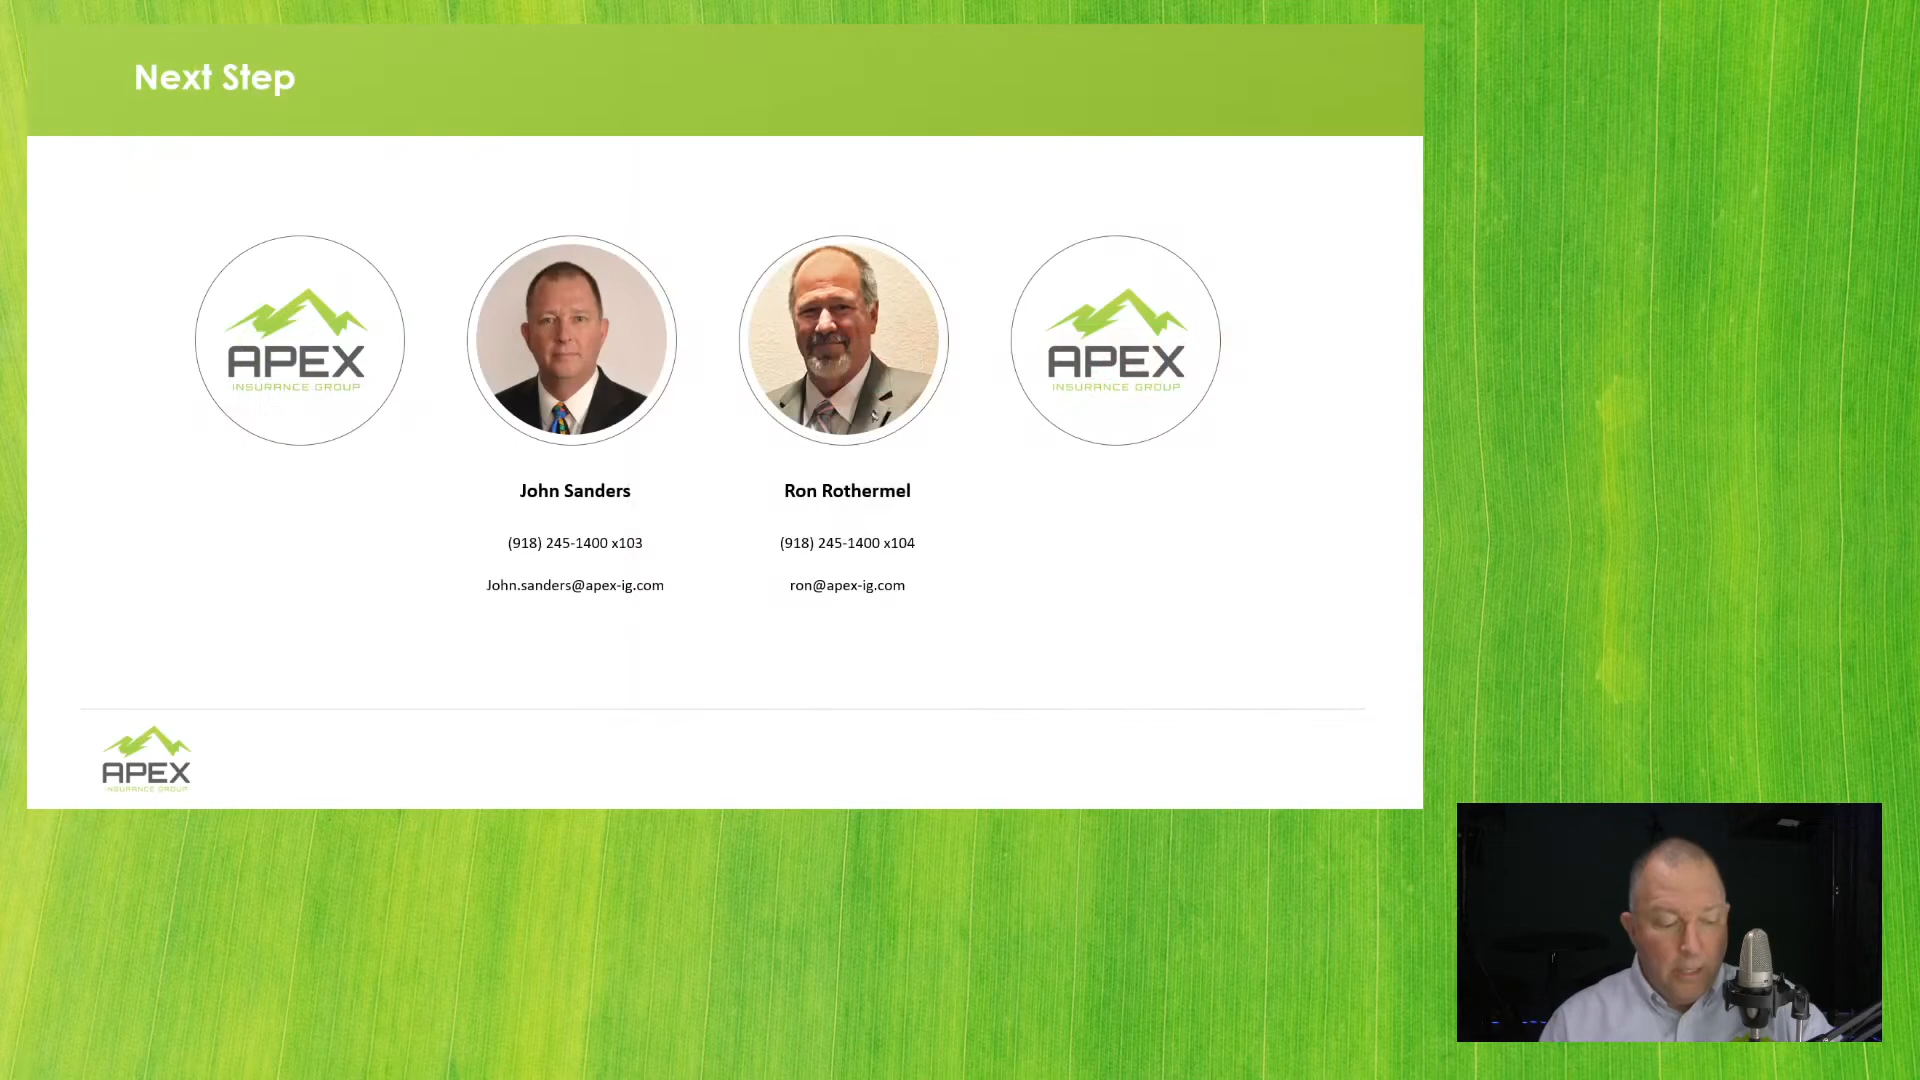 Next Step
APEX
INSURANCE GROUP
APEX
INSURANCE GROUP
John Sanders
(918) 245-1400 x103
John.sanders@apex-ig.com
Ron Rothermel
(918) 245-1400 x104
ron@apex-ig.com
APEX
INSURANCE GROUP